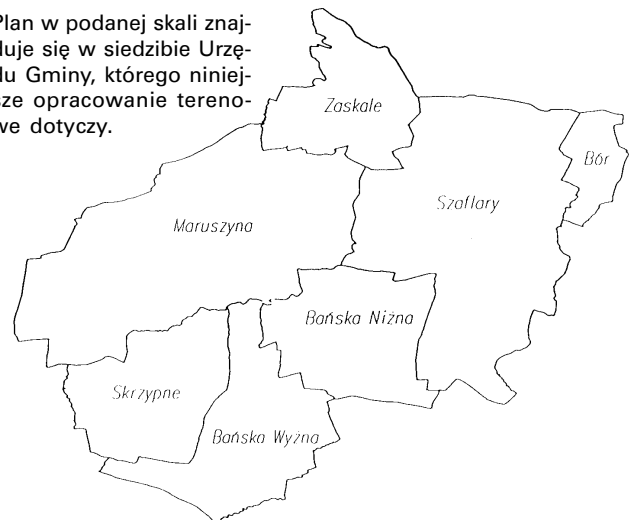 Plan w podanej skali znaj-
duje się w siedzibie Urzę-
du Gminy, którego niniej-
sze opracowanie tereno-
we dotyczy.
Zaskale
Bór
Szaflary
Maruszyna
Bańska Niżna
Skrzypne
Bańska Wyżna